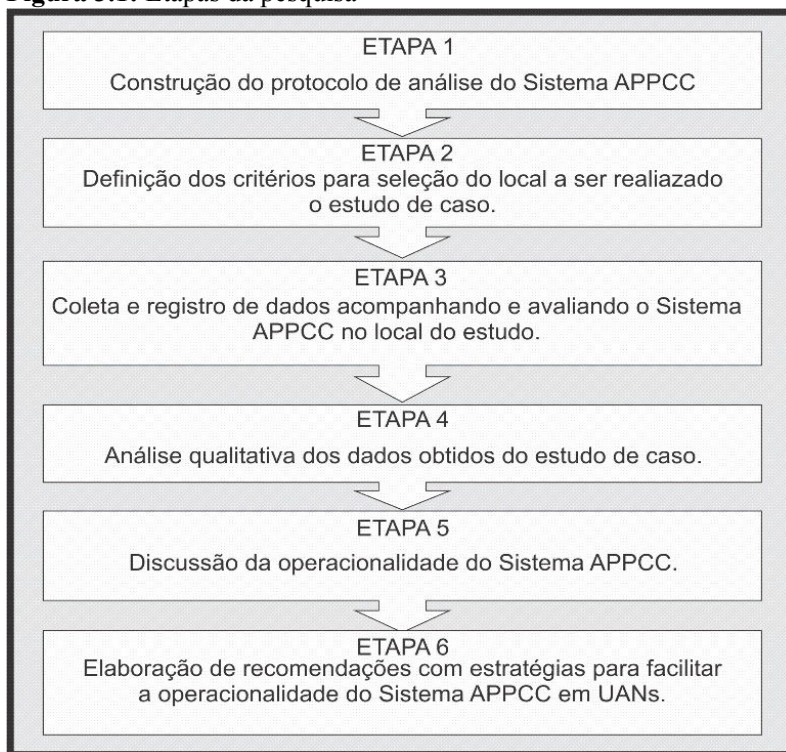 Figura 3.1: Etapas da pesquisa
ETAPA 1
Construção do protocolo de análise do Sistema APPCC
ETAPA 2
Definição dos critérios para seleção do local a ser realiazado
o estudo de caso.
ETAPA 3
Coleta e registro de dados acompanhando e avaliando o Sistema
APPCC no local do estudo.
ETAPA 4
Análise qualitativa dos dados obtidos do estudo de caso.
ETAPA 5
Discussão da operacionalidade do Sistema APPCC.
ETAPA 6
Elaboração de recomendações com estratégias para facilitar
a operacionalidade do Sistema APPCC em UANs.